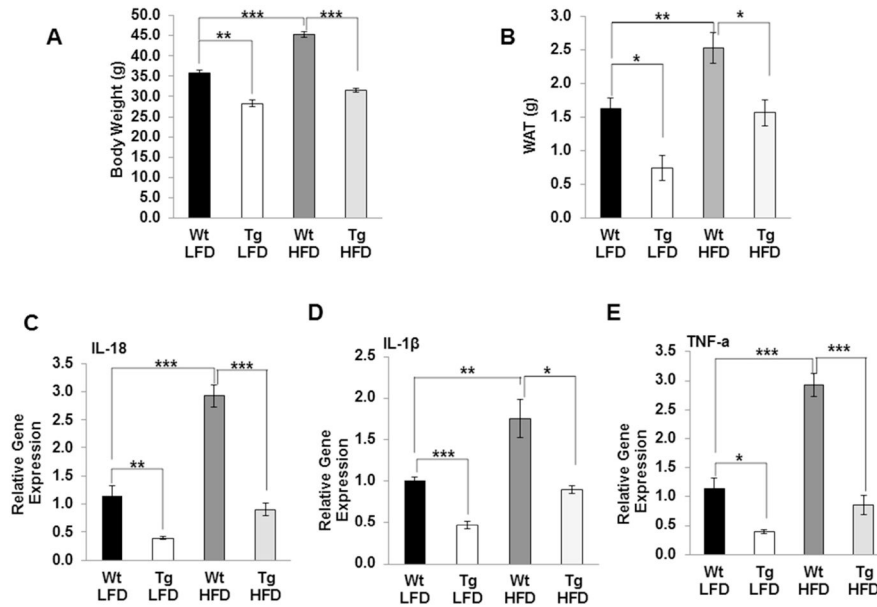 A
Body Weight (g)
50.0
45.0
40.0
35.0
30.0
25.0
20.0
15.0
10.0
5.0
0.0
***
***
**
Wt Tg Wt Tg
LFD LFD HFD HFD
B
WAT (g)
3.0
2.5
2.0
1.5
1.0
0.5
0.0
**
*
*
Wt Tg Wt Tg
LFD LFD HFD HFD
C
IL-18
Relative Gene
Expression
3.5
3.0
2.5
2.0
1.5
1.0
0.5
0.0
***
***
**
Wt Tg Wt Tg
LFD LFD HFD HFD
D
IL-1β
Relative Gene
Expression
2.5
2.0
1.5
1.0
0.5
0.0
**
*
***
Wt Tg Wt Tg
LFD LFD HFD HFD
E
TNF-a
Relative Gene
Expression
3.5
3.0
2.5
2.0
1.5
1.0
0.5
0.0
***
***
*
Wt Tg Wt Tg
LFD LFD HFD HFD